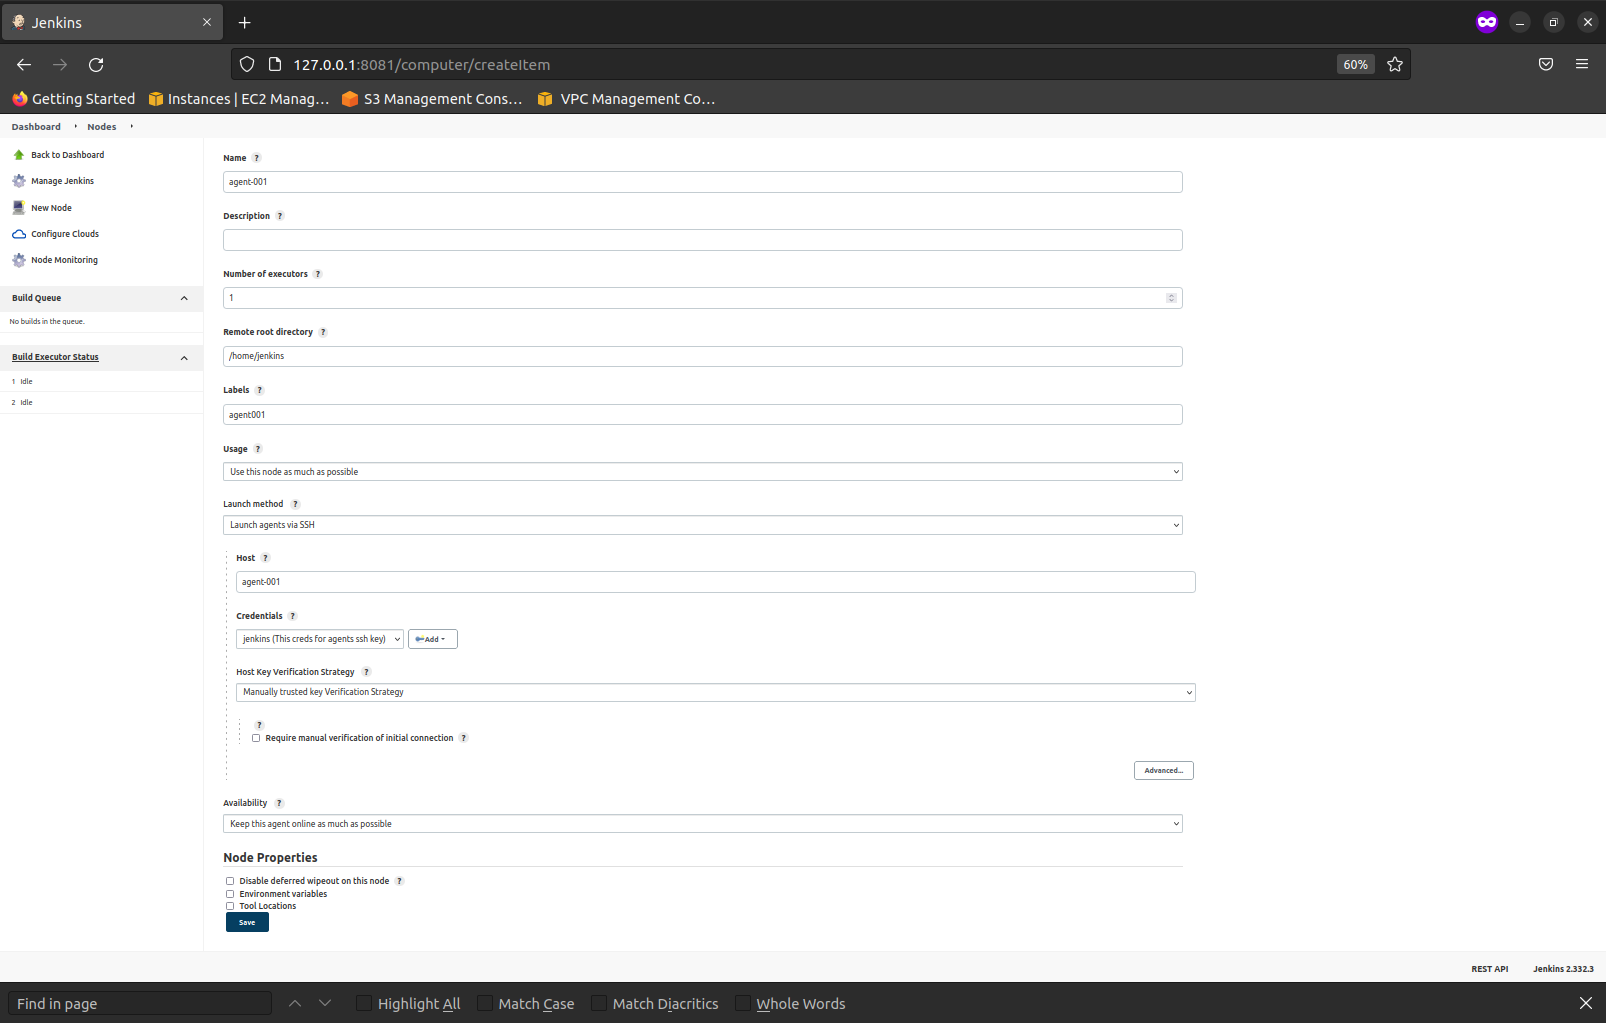 Jenkins
127.0.0.1:8081/computer/createItem
60%
Getting Started
Instances | EC2 Manag...
S3 Management Cons...
VPC Management Co...
Dashboard
Nodes
Back to Dashboard
Manage Jenkins
New Node
Configure Clouds
Node Monitoring
Build Queue
No builds in the queue.
Build Executor Status
1 Idle
2 Idle
Name ?
agent-001
Description ?
Number of executors ?
1
Remote root directory ?
/home/jenkins
Labels ?
agent001
Usage ?
Use this node as much as possible
Launch method ?
Launch agents via SSH
Host ?
agent-001
Credentials ?
jenkins (This creds for agents ssh key)
Add
Host Key Verification Strategy ?
Manually trusted key Verification Strategy
?
Require manual verification of initial connection ?
Advanced...
Availability ?
Keep this agent online as much as possible
Node Properties
Disable deferred wipeout on this node ?
Environment variables
Tool Locations
Save
REST API
Jenkins 2.332.3
Find in page
Highlight All
Match Case
Match Diacritics
Whole Words